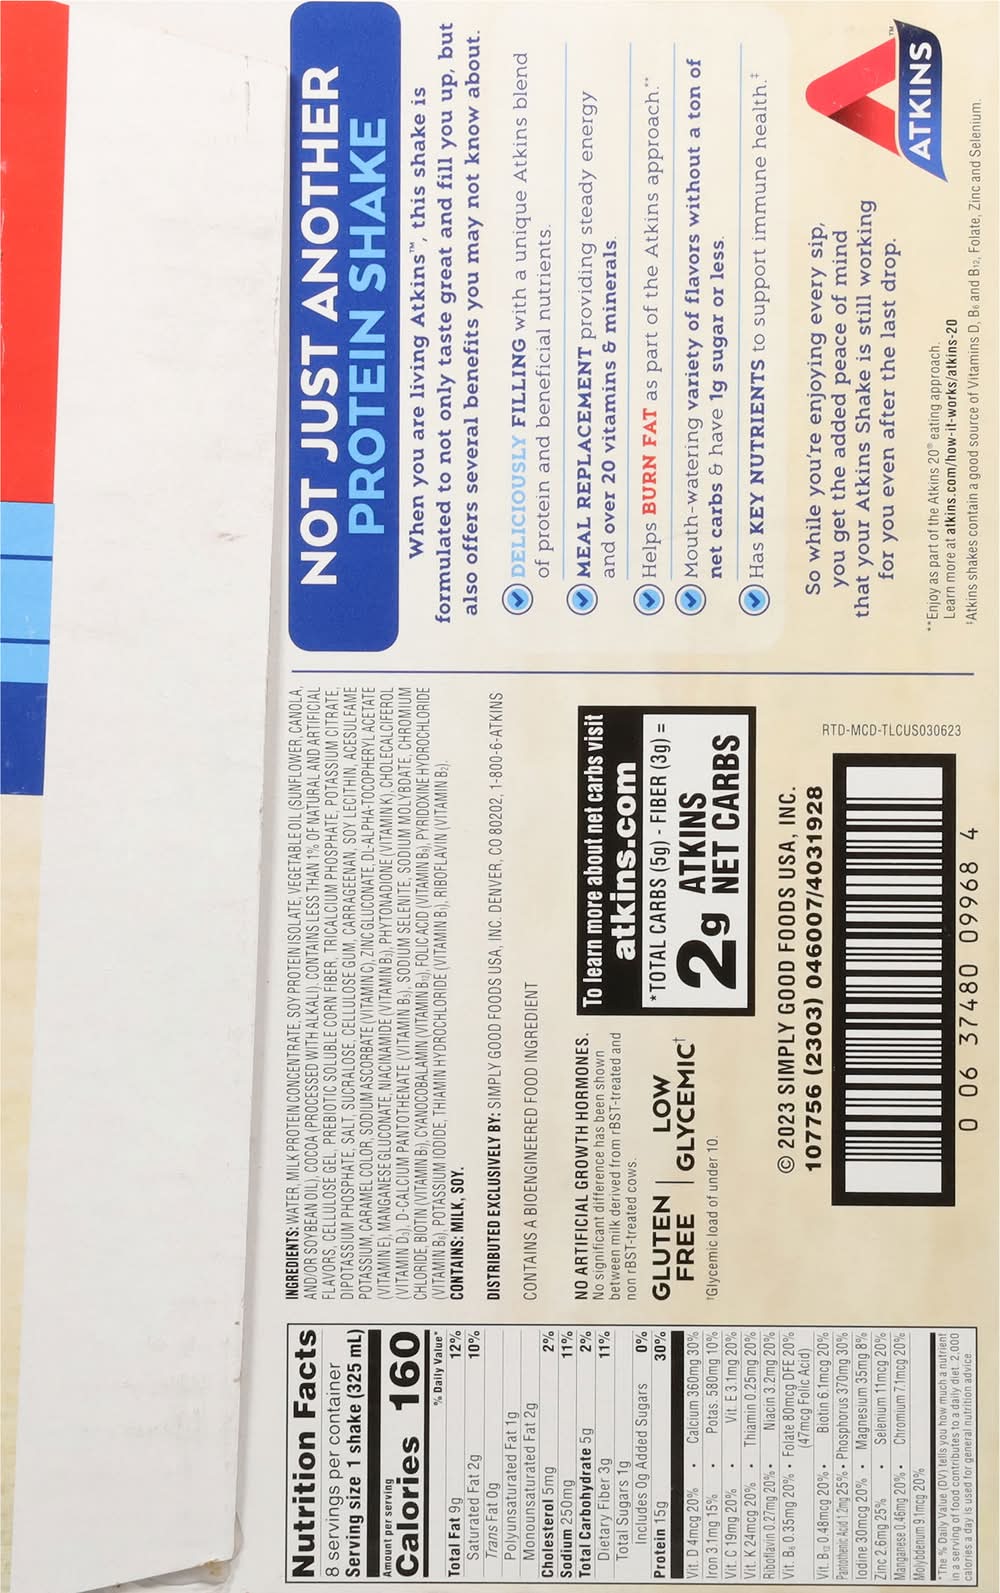 NOT JUST ANOTHER
PROTEIN SHAKE
When you are living Atkins™, this shake is
formulated to not only taste great and fill you up, but
also offers several benefits you may not know about.
DELICIOUSLY FILLING with a unique Atkins blend
of protein and beneficial nutrients.
MEAL REPLACEMENT providing steady energy
and over 20 vitamins & minerals.
Helps BURN FAT as part of the Atkins approach.**
Mouth-watering variety of flavors without a ton of
net carbs & have 1g sugar or less.
Has KEY NUTRIENTS to support immune health.‡
So while you're enjoying every sip,
you get the added peace of mind
that your Atkins Shake is still working
for you even after the last drop.
ATKINS™
**Enjoy as part of the Atkins 20® eating approach.
Learn more at atkins.com/how-it-works/atkins-20
‡Atkins shakes contain a good source of Vitamins D, B6 and B12, Folate, Zinc and Selenium.
INGREDIENTS: WATER, MILK PROTEIN CONCENTRATE, SOY PROTEIN ISOLATE, VEGETABLE OIL (SUNFLOWER, CANOLA,
AND/OR SOYBEAN OIL), COCOA (PROCESSED WITH ALKALI). CONTAINS LESS THAN 1% OF NATURAL AND ARTIFICIAL
FLAVORS, CELLULOSE GEL, PREBIOTIC SOLUBLE CORN FIBER, TRICALCIUM PHOSPHATE, POTASSIUM CITRATE,
DIPOTASSIUM PHOSPHATE, SALT, SUCRALOSE, CELLULOSE GUM, CARRAGEENAN, SOY LECITHIN, ACESULFAME
POTASSIUM, CARAMEL COLOR, SODIUM ASCORBATE (VITAMIN C), ZINC GLUCONATE, DL-ALPHA-TOCOPHERYL ACETATE
(VITAMIN E), MANGANESE GLUCONATE, NIACINAMIDE (VITAMIN B3), PHYTONADIONE (VITAMIN K), CHOLECALCIFEROL
(VITAMIN D3), D-CALCIUM PANTOTHENATE (VITAMIN B5), SODIUM SELENITE, SODIUM MOLYBDATE, CHROMIUM
CHLORIDE, BIOTIN (VITAMIN B7), CYANOCOBALAMIN (VITAMIN B12), FOLIC ACID (VITAMIN B9), PYRIDOXINE HYDROCHLORIDE
(VITAMIN B6), POTASSIUM IODIDE, THIAMIN HYDROCHLORIDE (VITAMIN B1), RIBOFLAVIN (VITAMIN B2).
CONTAINS: MILK, SOY.
DISTRIBUTED EXCLUSIVELY BY: SIMPLY GOOD FOODS USA, INC. DENVER, CO 80202, 1-800-6-ATKINS
CONTAINS A BIOENGINEERED FOOD INGREDIENT
NO ARTIFICIAL GROWTH HORMONES.
No significant difference has been shown
between milk derived from rBST-treated and
non rBST-treated cows.
GLUTEN FREE | LOW GLYCEMIC†
†Glycemic load of under 10.
To learn more about net carbs visit
atkins.com
*TOTAL CARBS (5g) - FIBER (3g) =
2g ATKINS
NET CARBS
© 2023 SIMPLY GOOD FOODS USA, INC.
107756 (2303) 046007/4031928
RTD-MCD-TLCUS030623
0 06 37480 09968 4
Nutrition Facts
8 servings per container
Serving size 1 shake (325 mL)
Amount per serving
Calories 160
% Daily Value*
Total Fat 9g 12%
Saturated Fat 2g 10%
Trans Fat 0g
Polyunsaturated Fat 1g
Monounsaturated Fat 2g
Cholesterol 5mg 2%
Sodium 250mg 11%
Total Carbohydrate 5g 2%
Dietary Fiber 3g 11%
Total Sugars 1g
Includes 0g Added Sugars 0%
Protein 15g 30%
Vit. D 4mcg 20% • Calcium 360mg 30%
Iron 3.1mg 15% • Potas. 580mg 10%
Vit. C 19mg 20% • Vit. E 3.1mg 20%
Vit. K 24mcg 20% • Thiamin 0.25mg 20%
Riboflavin 0.27mg 20% • Niacin 3.2mg 20%
Vit. B6 0.35mg 20% • Folate 80mcg DFE 20%
(47mcg Folic Acid)
Vit. B12 0.48mcg 20% • Biotin 6.1mcg 20%
Pantothenic Acid 1.2mg 25% • Phosphorus 370mg 30%
Iodine 30mcg 20% • Magnesium 35mg 8%
Zinc 2.6mg 25% • Selenium 11mcg 20%
Manganese 0.46mg 20% • Chromium 7.1mcg 20%
Molybdenum 9.1mcg 20%
*The % Daily Value (DV) tells you how much a nutrient
in a serving of food contributes to a daily diet. 2,000
calories a day is used for general nutrition advice.